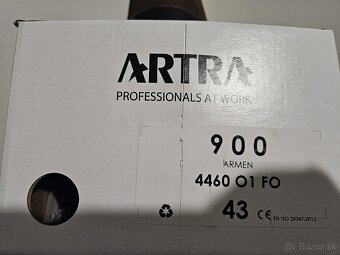 ARTRA
PROFESSIONALS AT WORK
900
ARMEN
4460 O1 FO
43 CE EN ISO 20347:2012
Bazos.sk